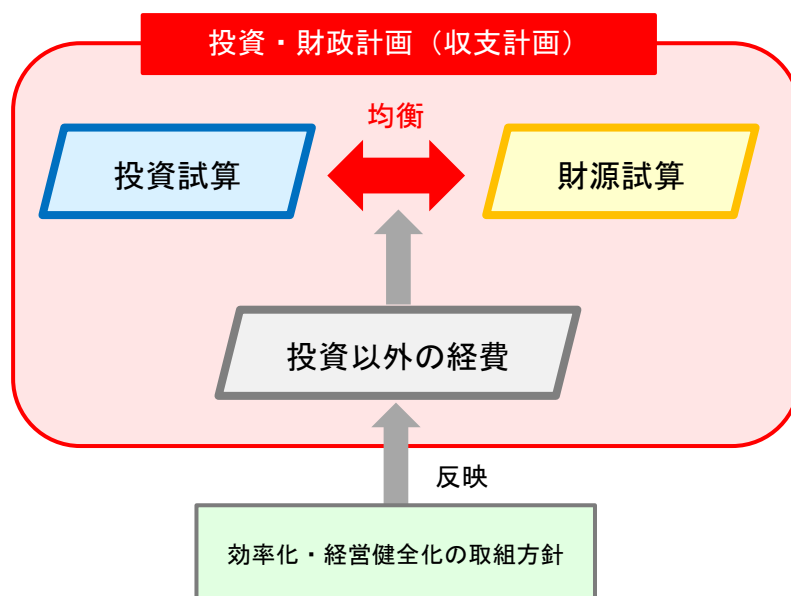 投資・財政計画（収支計画）
均衡
投資試算
財源試算
投資以外の経費
反映
効率化・経営健全化の取組方針